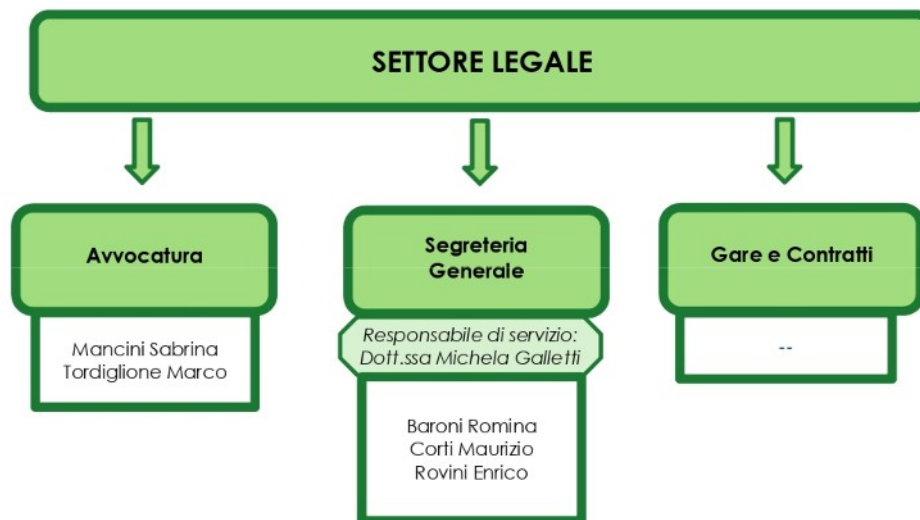 SETTORE LEGALE
Avvocatura
Mancini Sabrina
Tordiglione Marco
Segreteria
Generale
Responsabile di servizio:
Dott.ssa Michela Galletti
Baroni Romina
Corti Maurizio
Rovini Enrico
Gare e Contratti
--